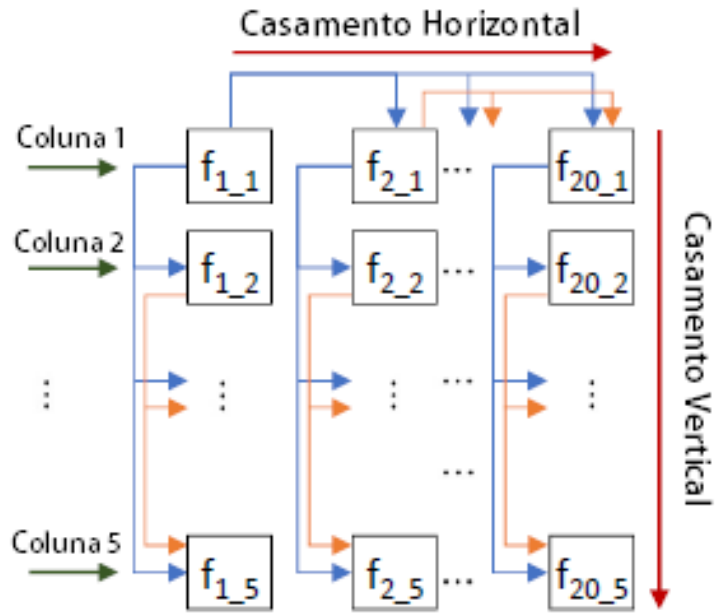 Casamento Horizontal
Coluna 1
f1_1
f2_1
...
f20_1
Coluna 2
f1_2
f2_2
...
f20_2
Casamento Vertical
⋮
⋮
⋮
...
⋮
...
Coluna 5
f1_5
f2_5
...
f20_5